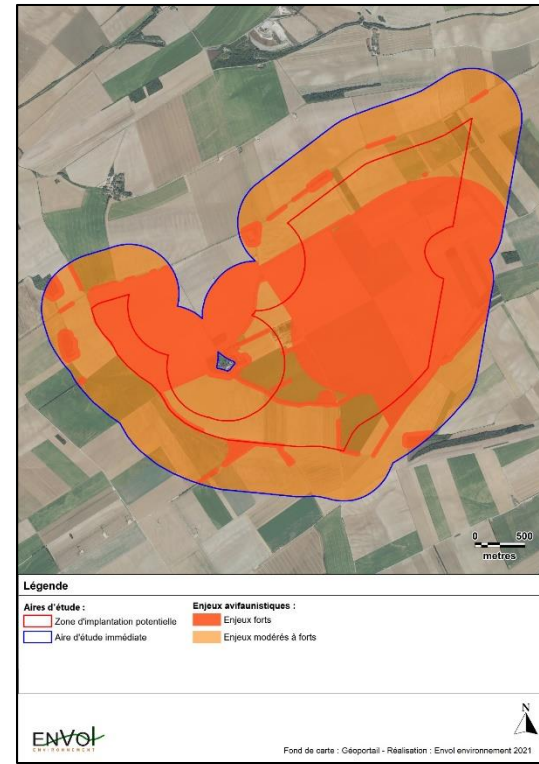 0 500
metres
Légende
Aires d'étude :
Zone d'implantation potentielle
Aire d'étude immédiate
Enjeux avifaunistiques :
Enjeux forts
Enjeux modérés à forts
N
ENVOL
ENVIRONNEMENT
Fond de carte : Géoportail - Réalisation : Envol environnement 2021